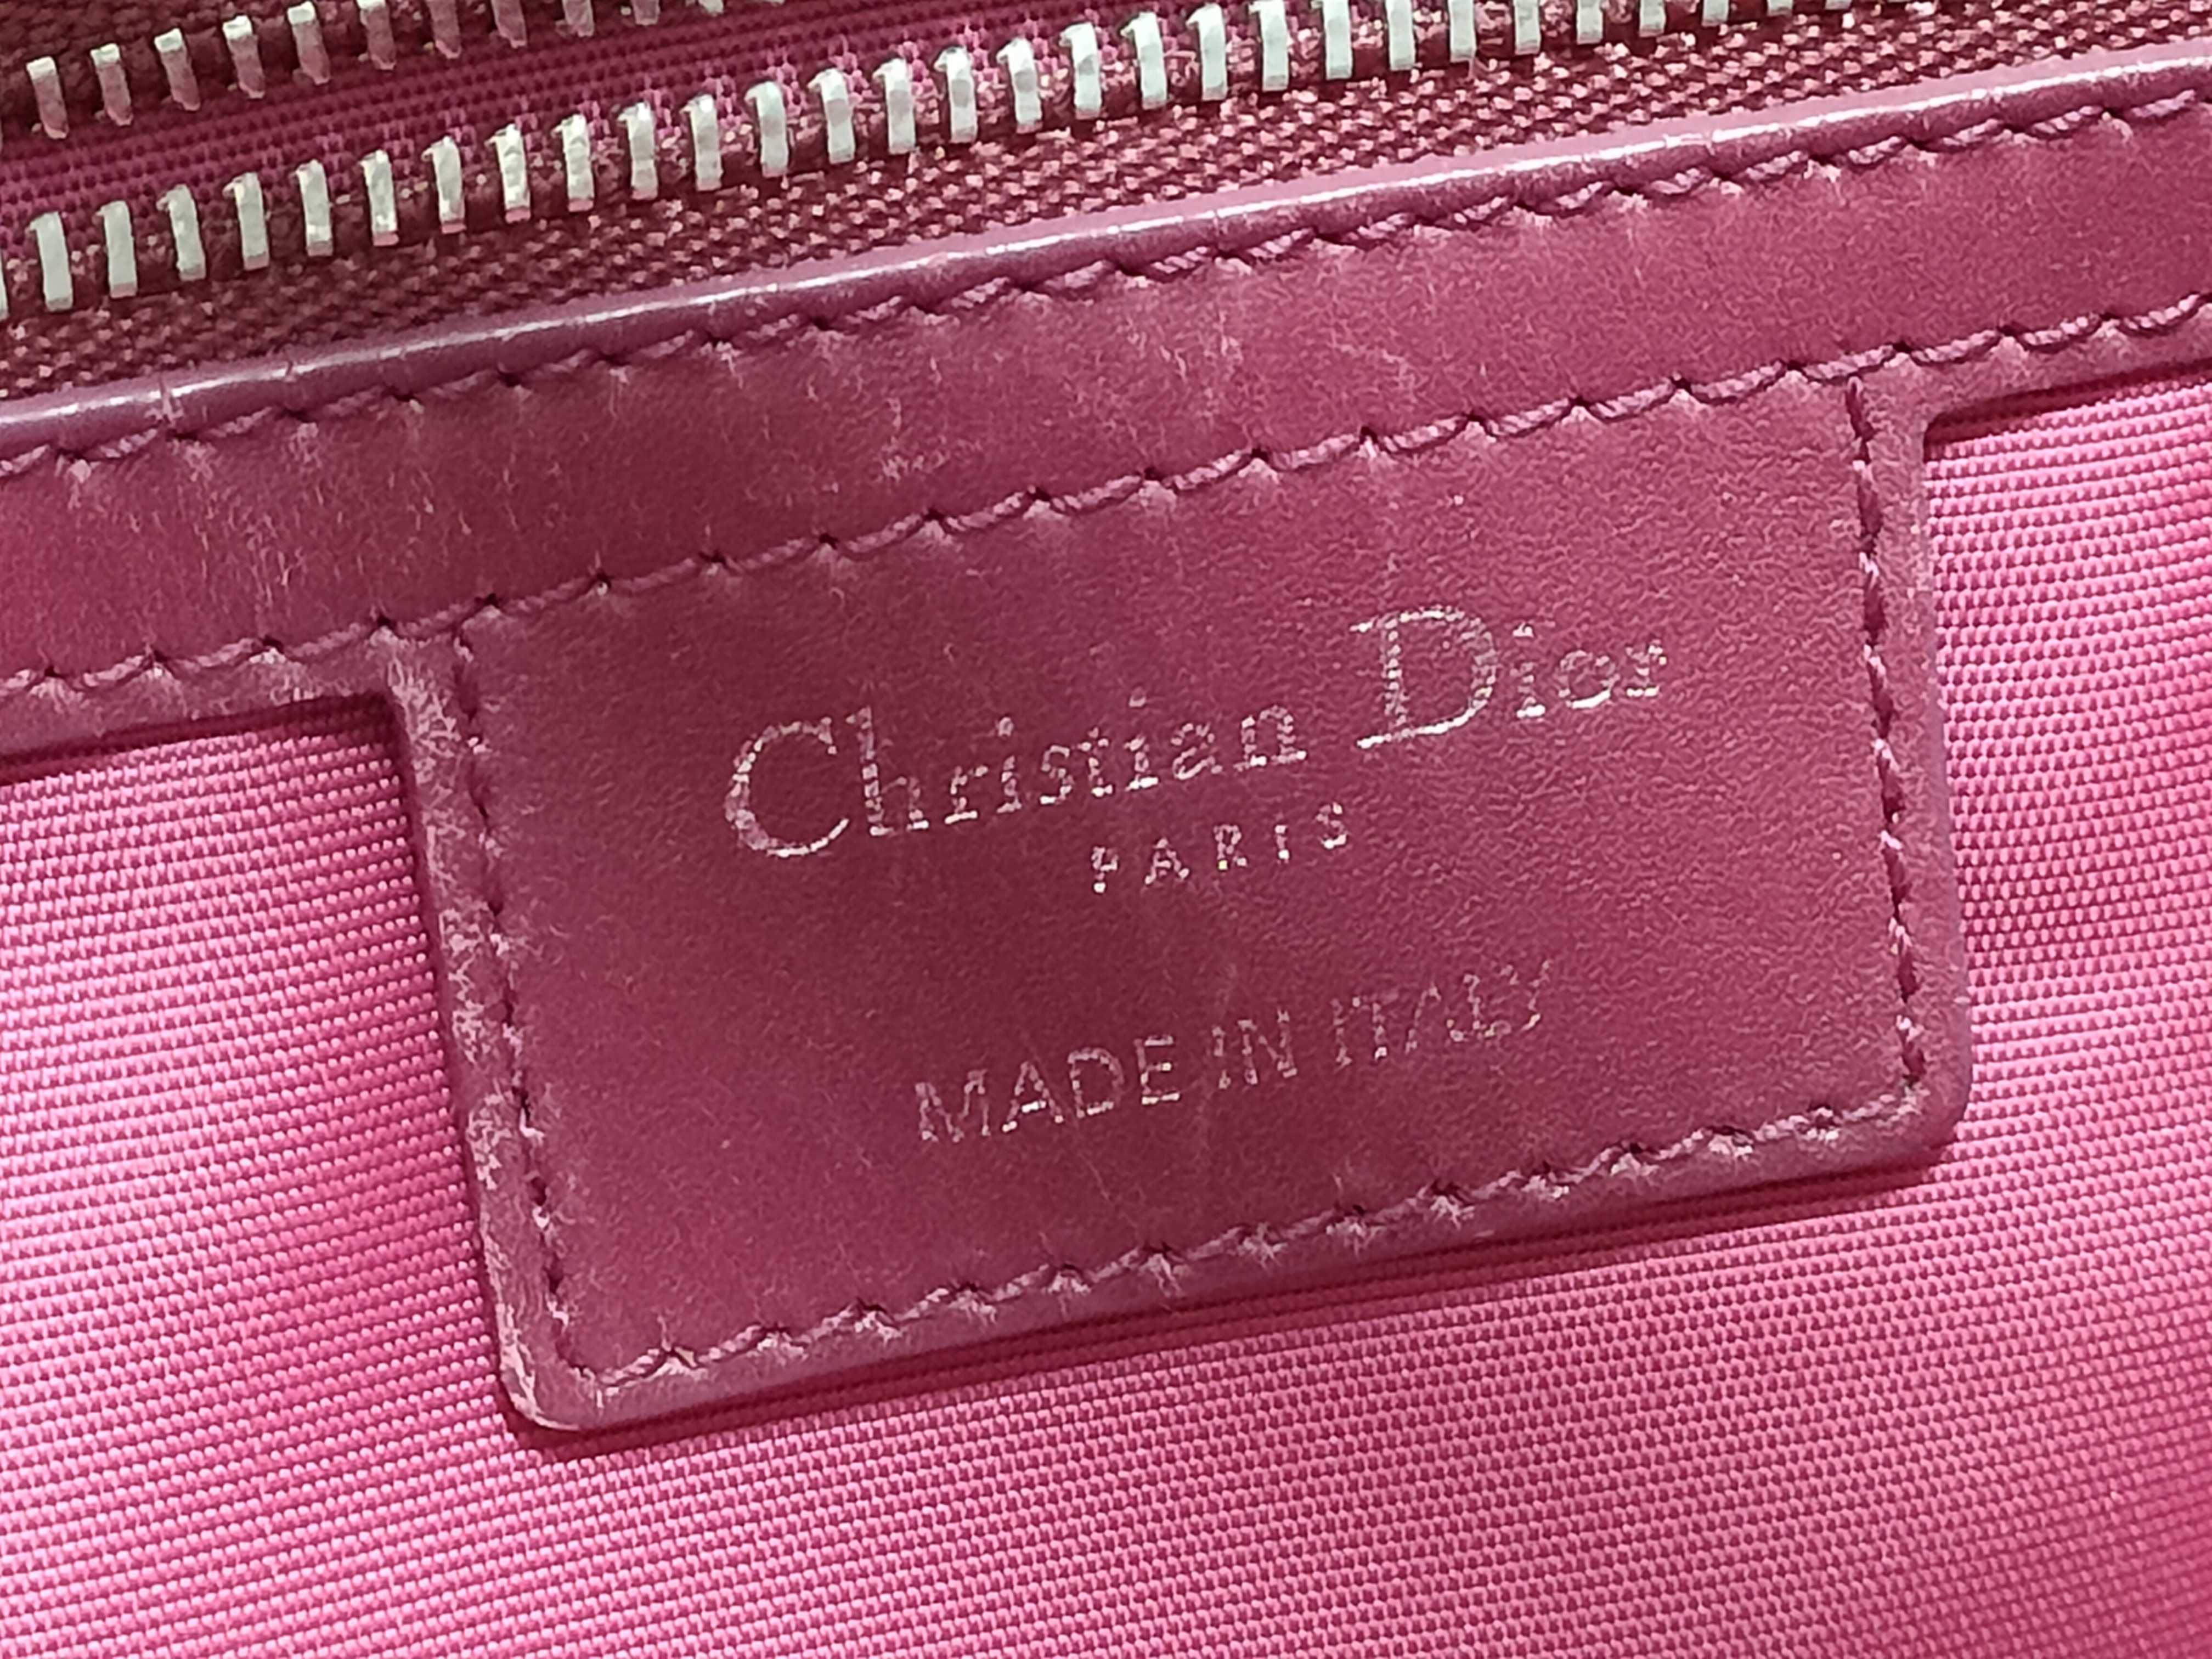 Christian Dior
PARIS
MADE IN ITALY